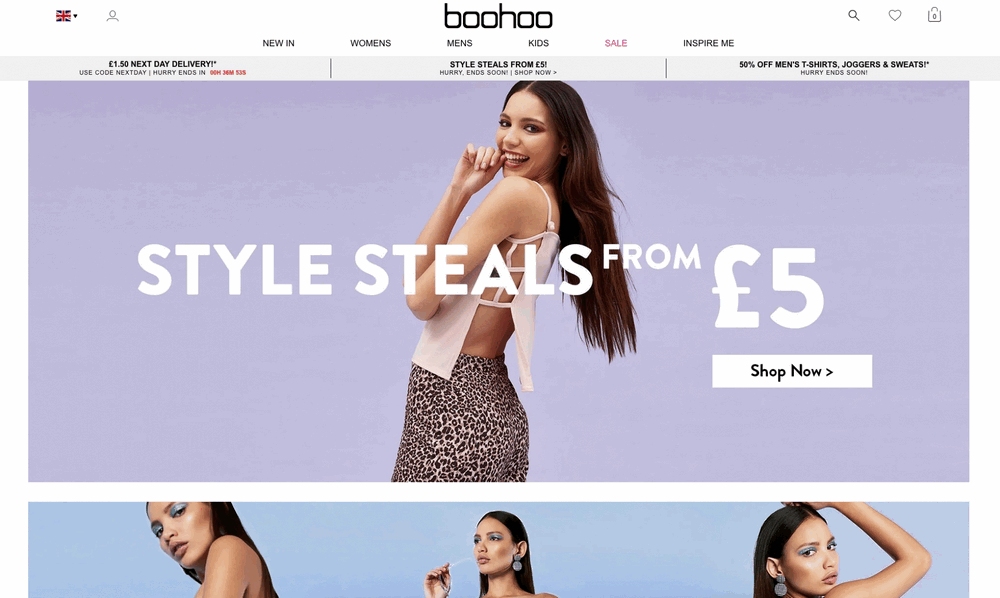 boohoo
0
NEW IN
WOMENS
MENS
KIDS
SALE
INSPIRE ME
£1.50 NEXT DAY DELIVERY!*
USE CODE NEXTDAY | HURRY ENDS IN 00H 36M 53S
STYLE STEALS FROM £5!
HURRY, ENDS SOON! | SHOP NOW >
50% OFF MEN'S T-SHIRTS, JOGGERS & SWEATS!*
HURRY ENDS SOON!
STYLE STEALS FROM £5
Shop Now >